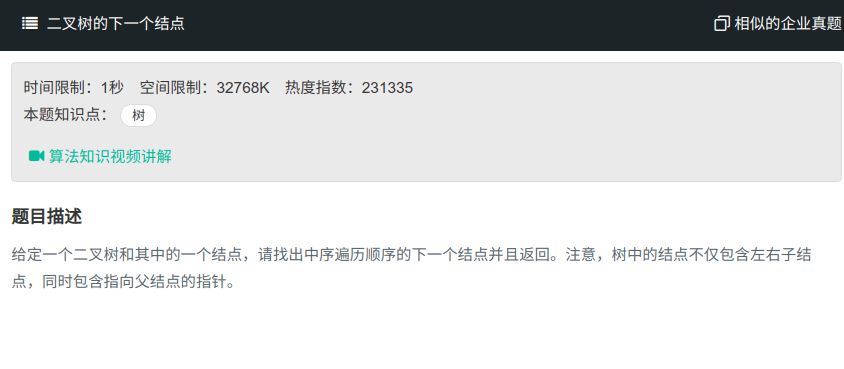 二叉树的下一个结点 相似的企业真题
时间限制：1秒 空间限制：32768K 热度指数：231335
本题知识点： 树
算法知识视频讲解
题目描述
给定一个二叉树和其中的一个结点，请找出中序遍历顺序的下一个结点并且返回。注意，树中的结点不仅包含左右子结
点，同时包含指向父结点的指针。